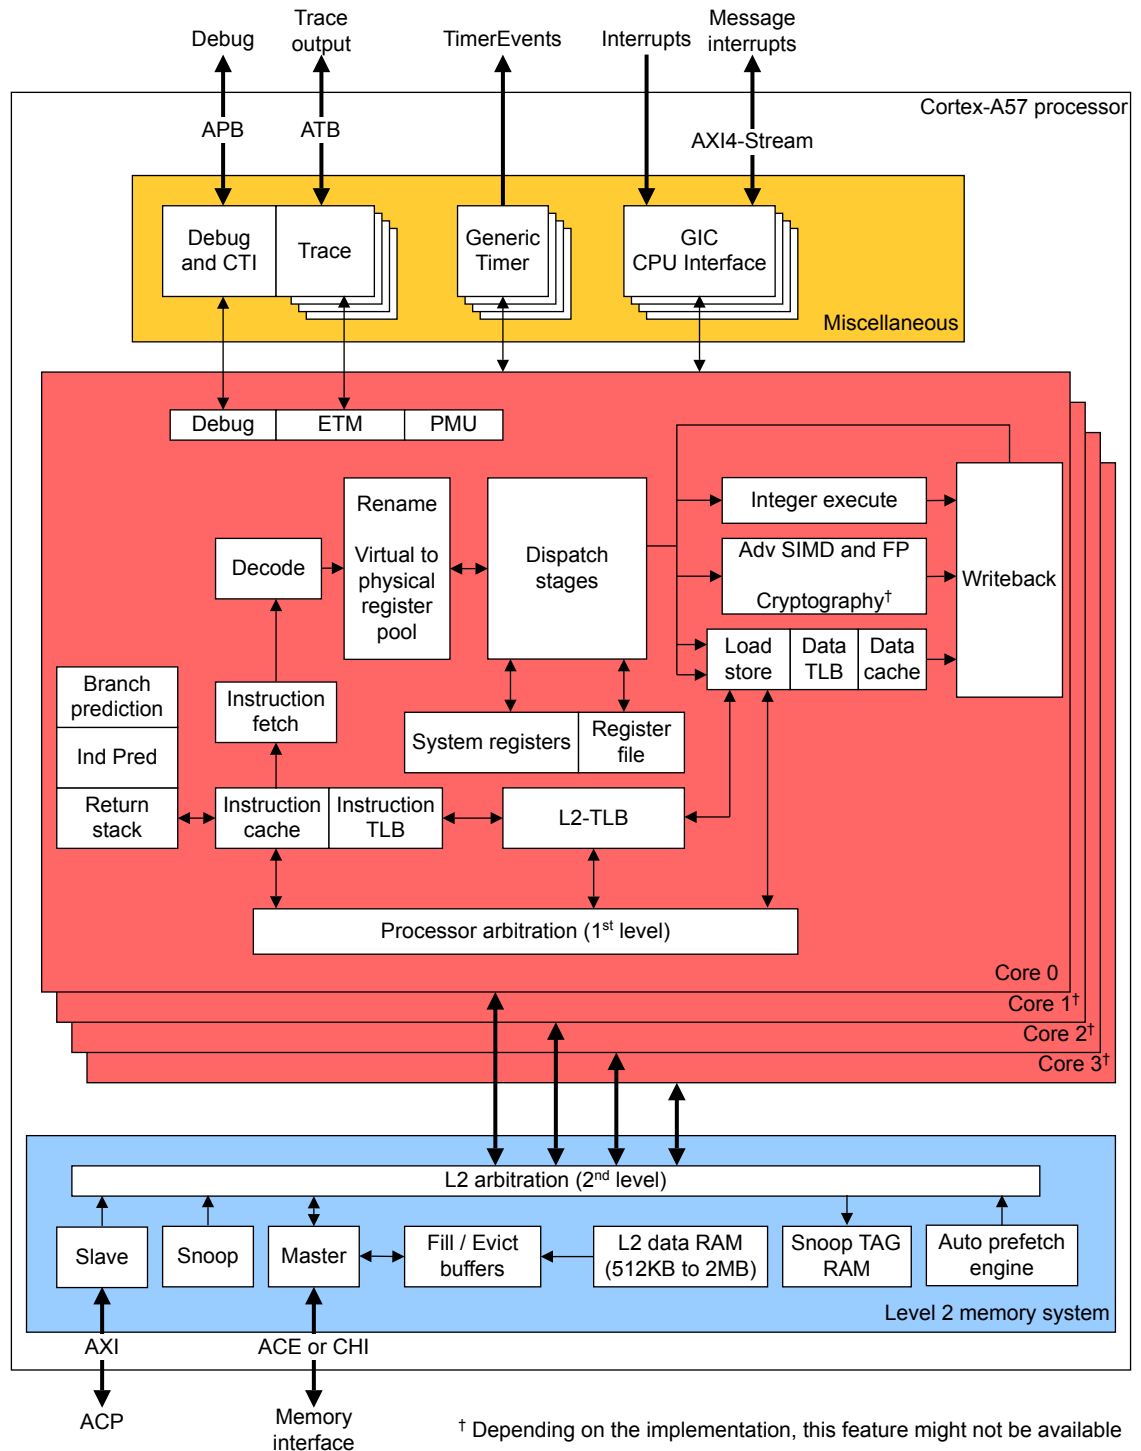 Debug
Trace
output
TimerEvents
Interrupts
Message
interrupts
Cortex-A57 processor
APB
ATB
AXI4-Stream
Debug
and CTI
Trace
Generic
Timer
GIC
CPU Interface
Miscellaneous
Debug
ETM
PMU
Rename
Virtual to
physical
register
pool
Dispatch
stages
Integer execute
Adv SIMD and FP
Cryptography†
Writeback
Decode
Load
store
Data
TLB
Data
cache
Branch
prediction
Ind Pred
Return
stack
Instruction
fetch
System registers
Register
file
Instruction
cache
Instruction
TLB
L2-TLB
Processor arbitration (1st level)
Core 0
Core 1†
Core 2†
Core 3†
L2 arbitration (2nd level)
Slave
Snoop
Master
Fill / Evict
buffers
L2 data RAM
(512KB to 2MB)
Snoop TAG
RAM
Auto prefetch
engine
Level 2 memory system
AXI
ACE or CHI
ACP
Memory
interface
† Depending on the implementation, this feature might not be available